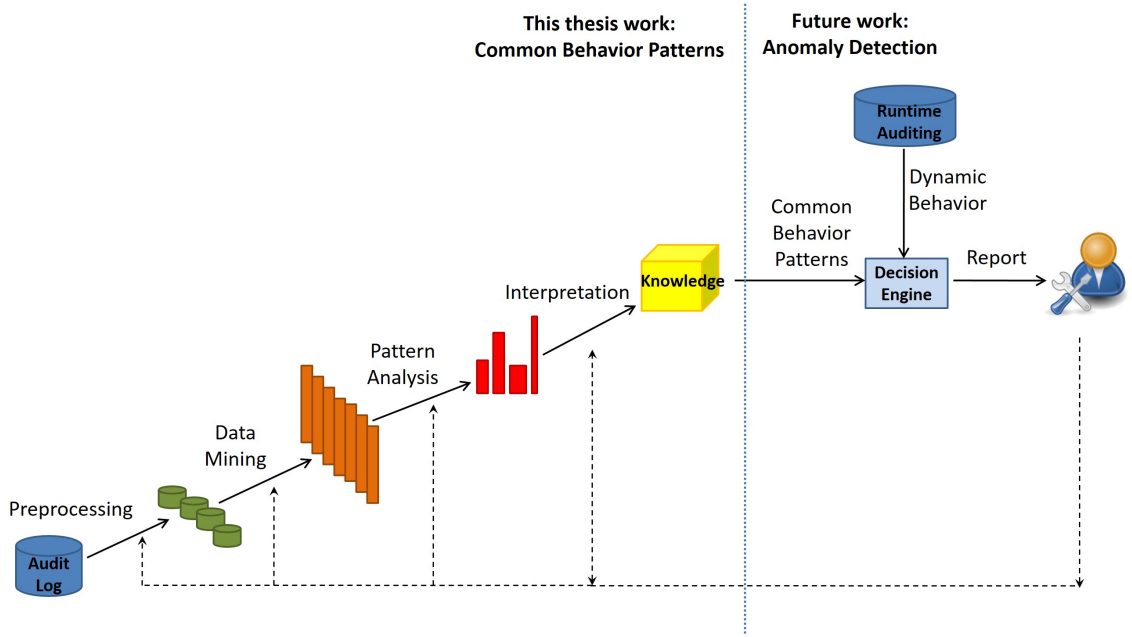 This thesis work:
Common Behavior Patterns
Future work:
Anomaly Detection
Runtime
Auditing
Dynamic
Behavior
Common
Behavior
Patterns
Decision
Engine
Report
Knowledge
Interpretation
Pattern
Analysis
Data
Mining
Preprocessing
Audit
Log